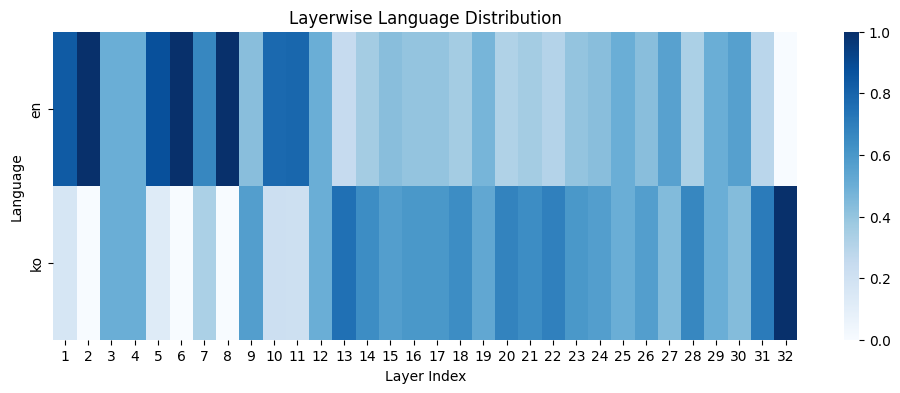 Layerwise Language Distribution
Language
en
ko
1 2 3 4 5 6 7 8 9 10 11 12 13 14 15 16 17 18 19 20 21 22 23 24 25 26 27 28 29 30 31 32
Layer Index
1.0
0.8
0.6
0.4
0.2
0.0